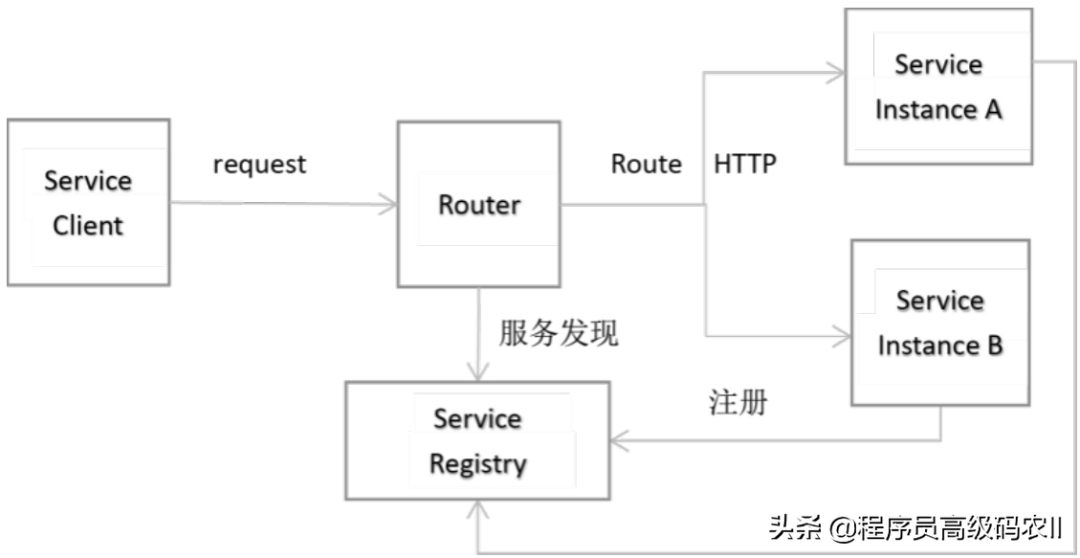 Service
Client
request
Router
Route HTTP
Service
Instance A
Service
Instance B
服务发现
注册
Service
Registry
头条 @程序员高级码农II